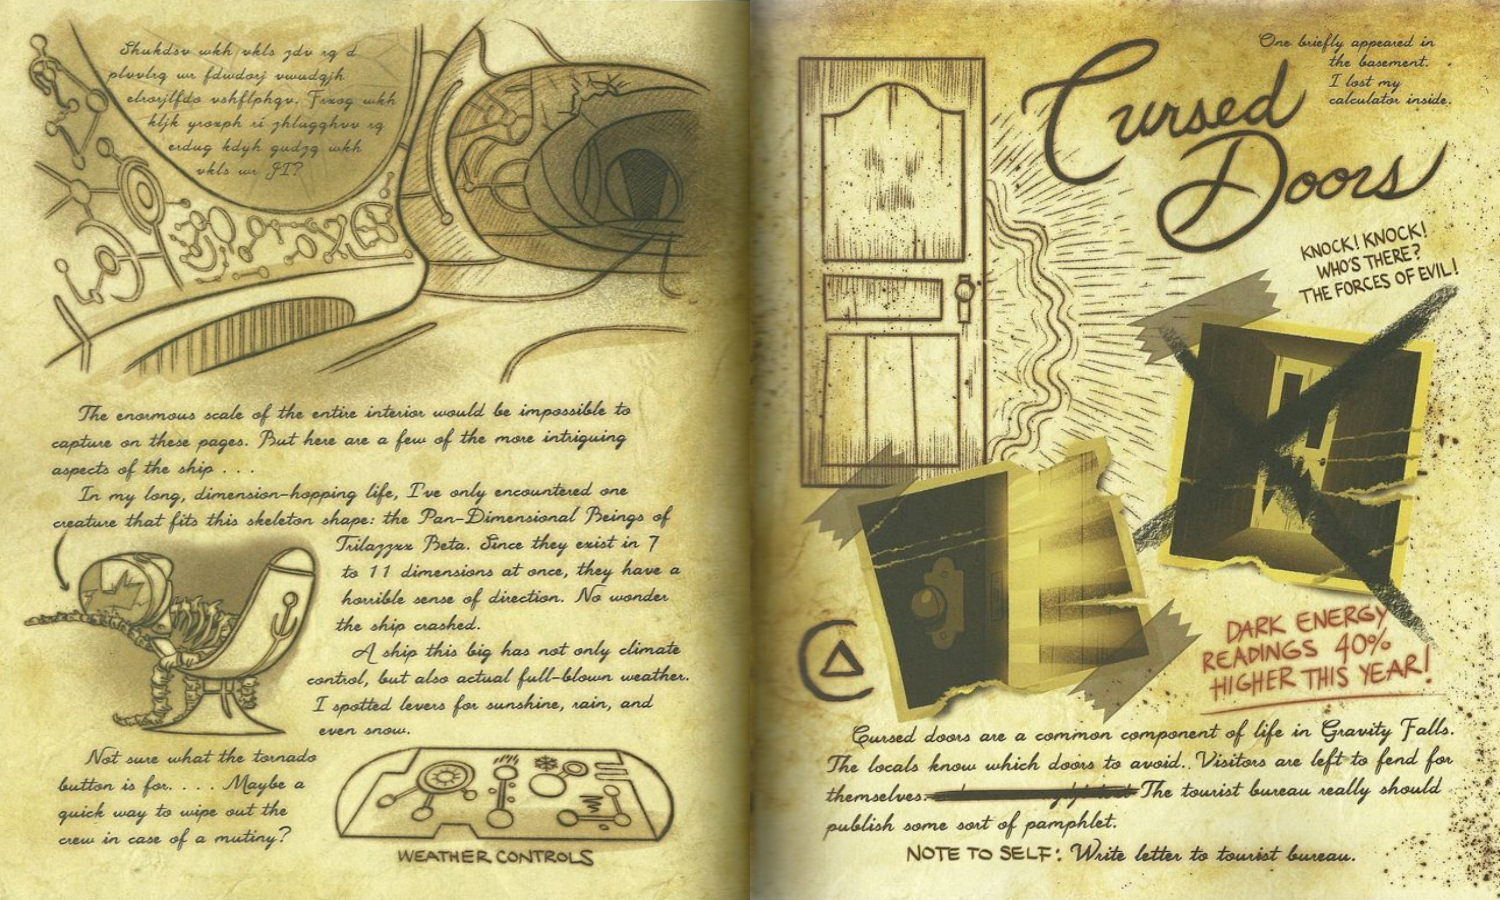 Shukdsv wkh vkls zdv rq d
plvvlrq wr fdwdorj vwudqjh
elrorjlfdo vshflphqv. Frxog wkh
kljk yroxph ri zhlugqhvv rq
erdug kdyh gudzq wkh
vkls wr JI?
The enormous scale of the entire interior would be impossible to
capture on these pages. But here are a few of the more intriguing
aspects of the ship . . .
In my long, dimension-hopping life, I've only encountered one
creature that fits this skeleton shape: the Pan-Dimensional Beings of
Trilazzxx Beta. Since they exist in 7
to 11 dimensions at once, they have a
horrible sense of direction. No wonder
the ship crashed.
A ship this big has not only climate
control, but also actual full-blown weather.
I spotted levers for sunshine, rain, and
even snow.
Not sure what the tornado
button is for. . . . Maybe a
quick way to wipe out the
crew in case of a mutiny?
WEATHER CONTROLS
One briefly appeared in
the basement.
I lost my
calculator inside.
Cursed
Doors
KNOCK! KNOCK!
WHO'S THERE?
THE FORCES OF EVIL!
DARK ENERGY
READINGS 40%
HIGHER THIS YEAR!
Cursed doors are a common component of life in Gravity Falls.
The locals know which doors to avoid.. Visitors are left to fend for
themselves. The tourist bureau really should
publish some sort of pamphlet.
NOTE TO SELF: Write letter to tourist bureau.